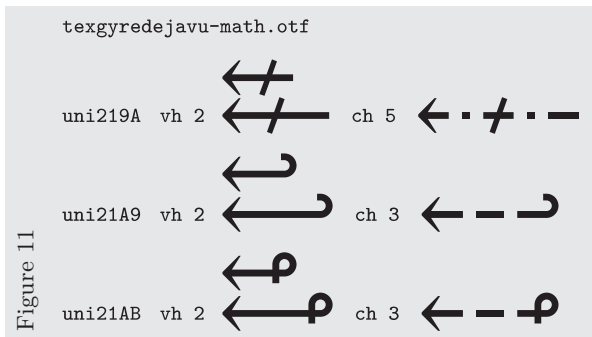 texgyredejavu-math.otf
uni219A vh 2 ch 5
uni21A9 vh 2 ch 3
uni21AB vh 2 ch 3
Figure 11